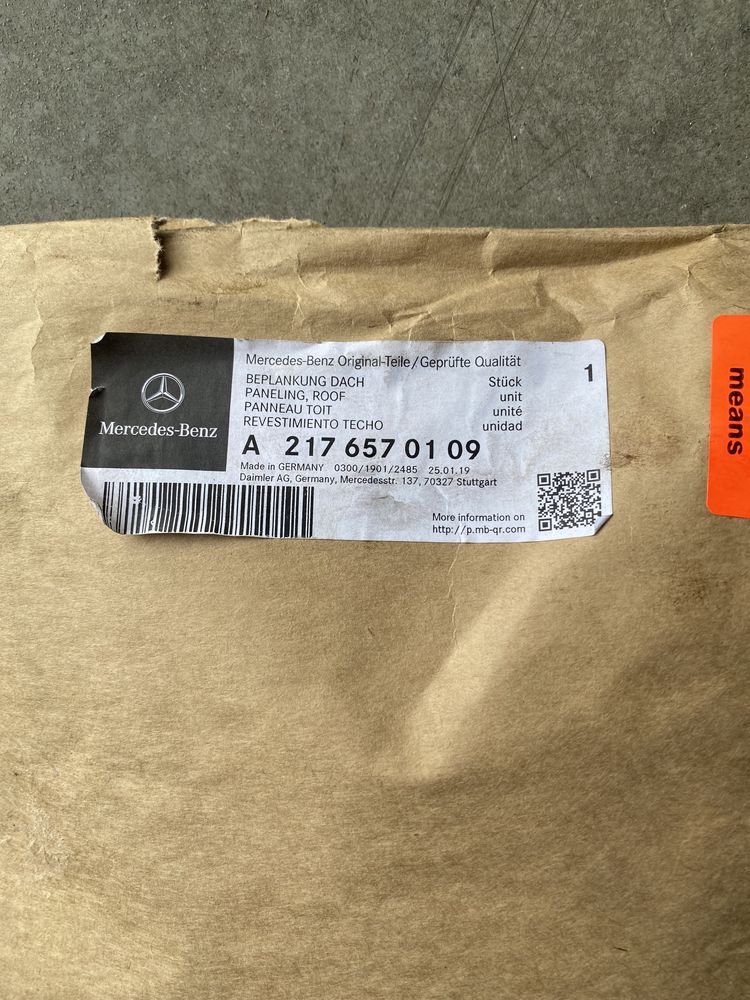 Mercedes-Benz
Mercedes-Benz Original-Teile/Geprüfte Qualität
BEPLANKUNG DACH Stück 1
PANELING, ROOF unit
PANNEAU TOIT unité
REVESTIMIENTO TECHO unidad
A 217 657 01 09
Made in GERMANY 0300/1901/2485 25.01.19
Daimler AG, Germany, Mercedesstr. 137, 70327 Stuttgart
More information on
http://p.mb-qr.com
means